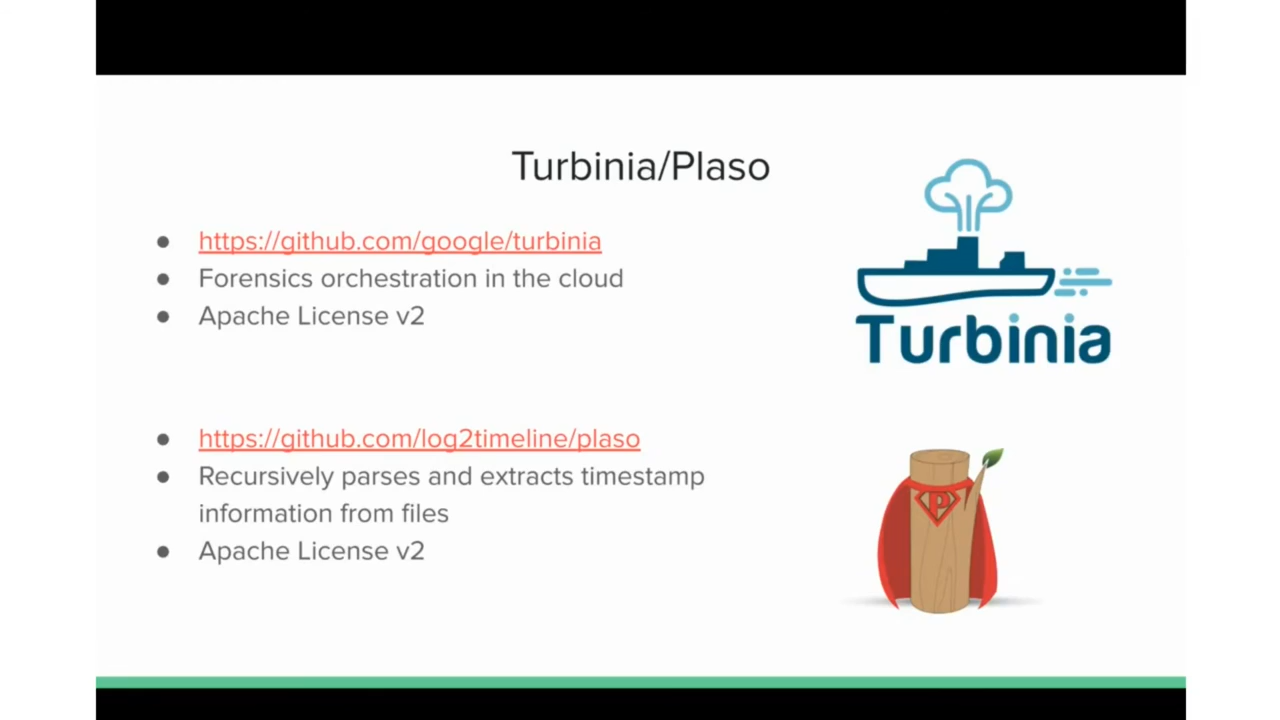 Turbinia/Plaso
● https://github.com/google/turbinia
● Forensics orchestration in the cloud
● Apache License v2
Turbinia
● https://github.com/log2timeline/plaso
● Recursively parses and extracts timestamp
information from files
● Apache License v2
P